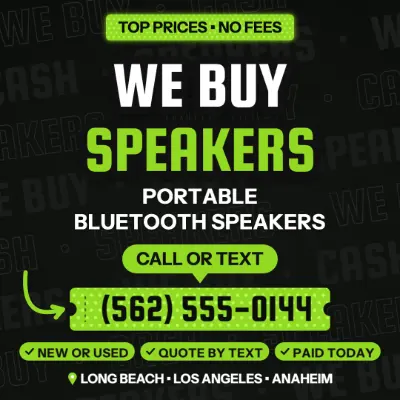 TOP PRICES ▪ NO FEES
WE BUY
SPEAKERS
PORTABLE
BLUETOOTH SPEAKERS
CALL OR TEXT
(562) 555-0144
✓ NEW OR USED ✓ QUOTE BY TEXT ✓ PAID TODAY
LONG BEACH ▪ LOS ANGELES ▪ ANAHEIM